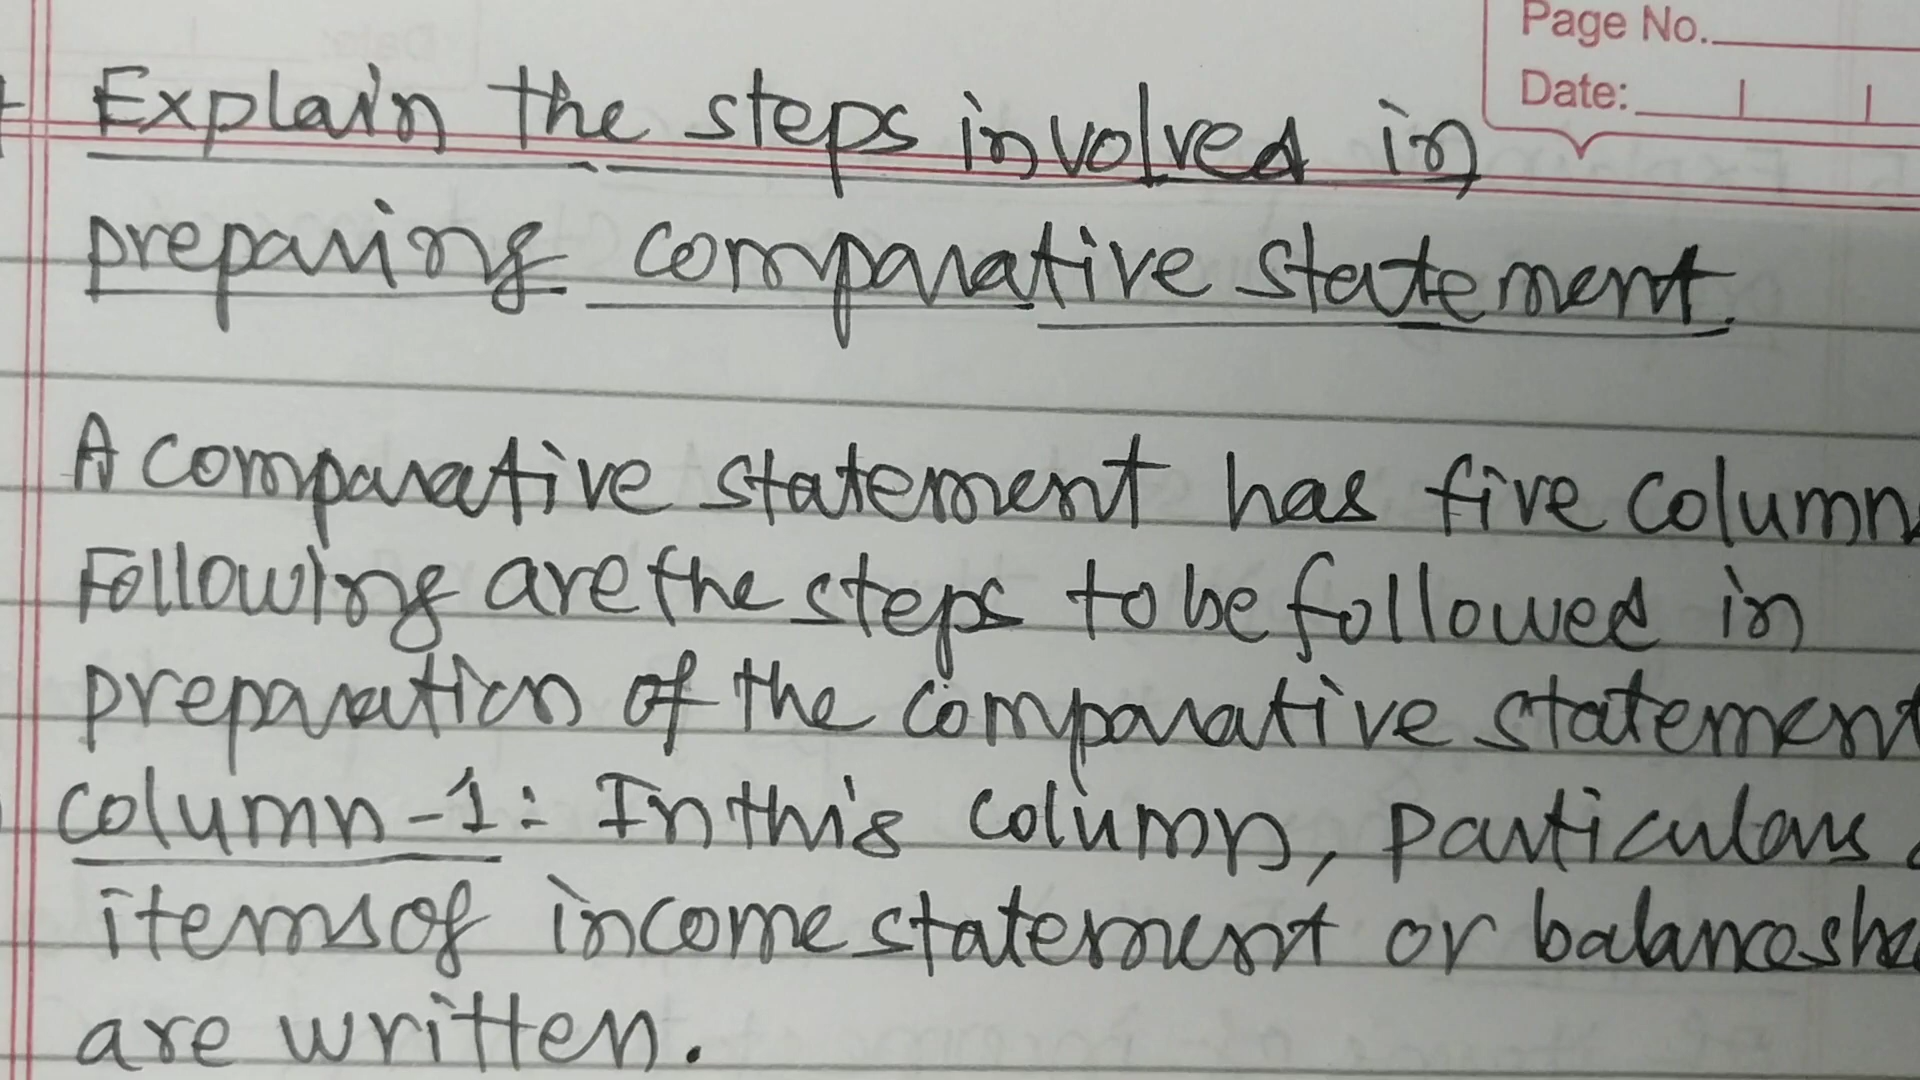 Page No.
Date:
Explain the steps involved in
preparing comparative statement.
A comparative statement has five column
Following are the steps to be followed in
preparation of the comparative statement
column-1: In this column, particulars
items of income statement or balance she
are written.